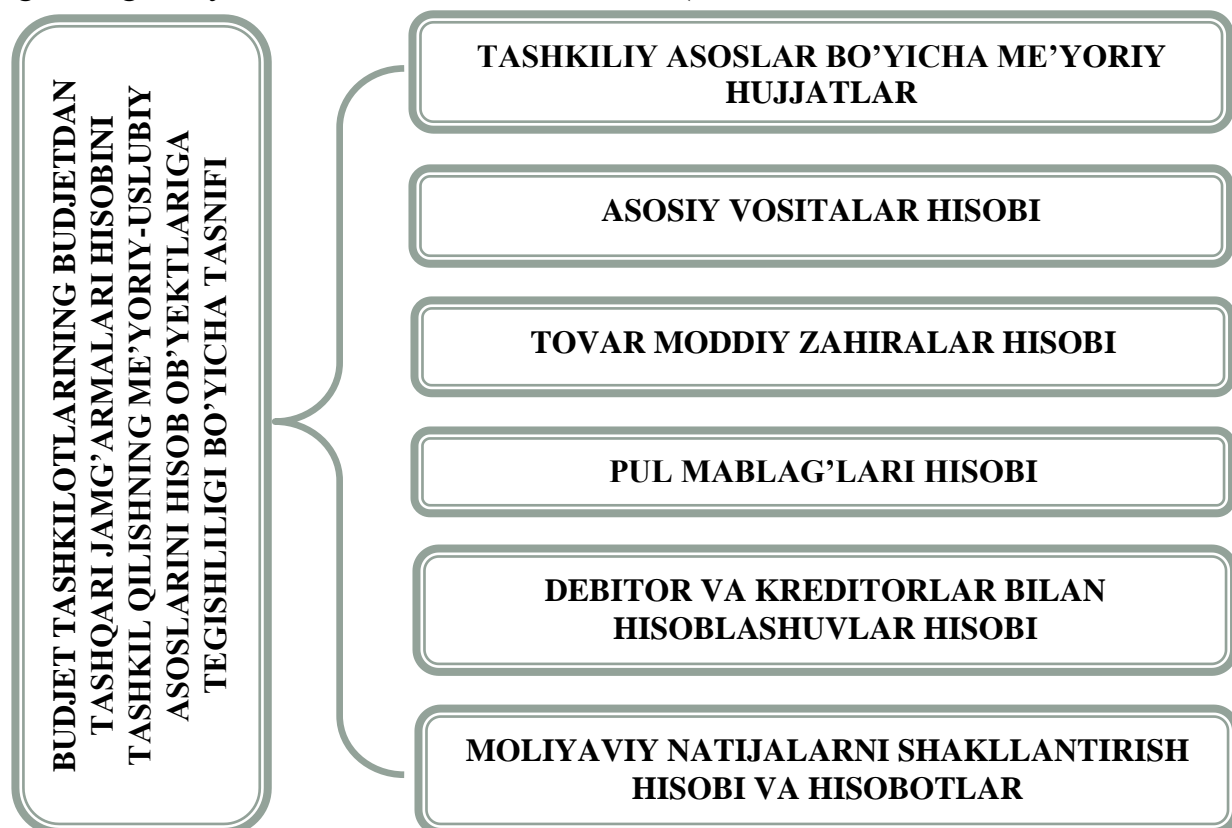 BUDJET TASHKILOTLARINING BUDJETDAN
TASHQARI JAMG’ARMALARI HISOBINI
TASHKIL QILISHNING ME’YORIY-USLUBIY
ASOSLARINI HISOB OB’YEKTLARIGA
TEGISHLILIGI BO’YICHA TASNIFI
TASHKILIY ASOSLAR BO’YICHA ME’YORIY
HUJJATLAR
ASOSIY VOSITALAR HISOBI
TOVAR MODDIY ZAHIRALAR HISOBI
PUL MABLAG’LARI HISOBI
DEBITOR VA KREDITORLAR BILAN
HISOBLASHUVLAR HISOBI
MOLIYAVIY NATIJALARNI SHAKLLANTIRISH
HISOBI VA HISOBOTLAR